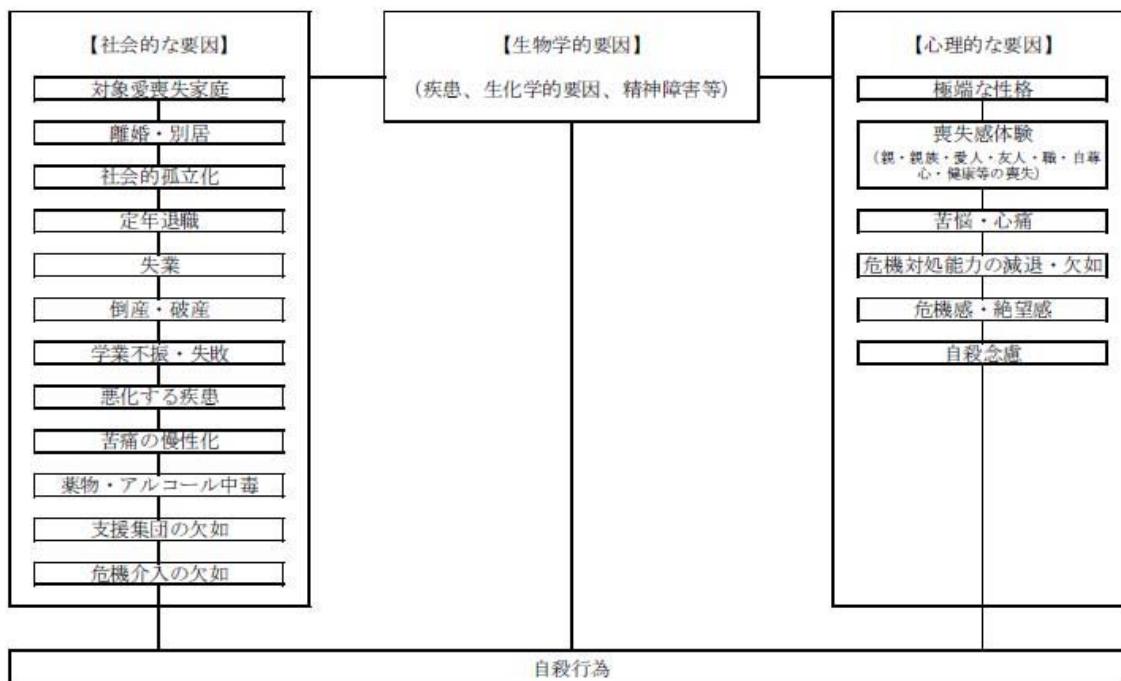 【社会的な要因】
対象愛喪失家庭
離婚・別居
社会的孤立化
定年退職
失業
倒産・破産
学業不振・失敗
悪化する疾患
苦痛の慢性化
薬物・アルコール中毒
支援集団の欠如
危機介入の欠如
【生物学的要因】
(疾患、生化学的要因、精神障害等)
【心理的な要因】
極端な性格
喪失感体験
(親・親族・愛人・友人・職・自尊
心・健康等の喪失)
苦悩・心痛
危機対処能力の減退・欠如
危機感・絶望感
自殺念慮
自殺行為